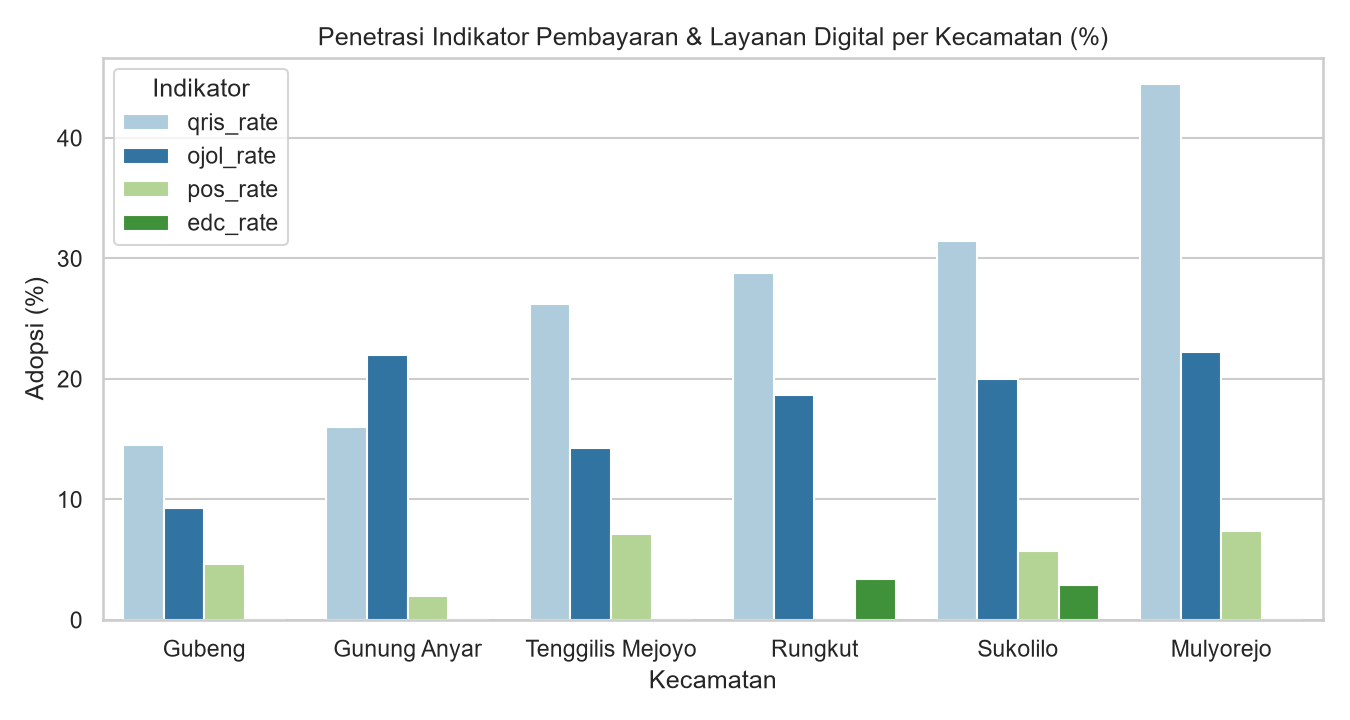 Penetrasi Indikator Pembayaran & Layanan Digital per Kecamatan (%)
Indikator
qris_rate
ojol_rate
pos_rate
edc_rate
Adopsi (%)
40
30
20
10
0
Gubeng
Gunung Anyar
Tenggilis Mejoyo
Rungkut
Sukolilo
Mulyorejo
Kecamatan